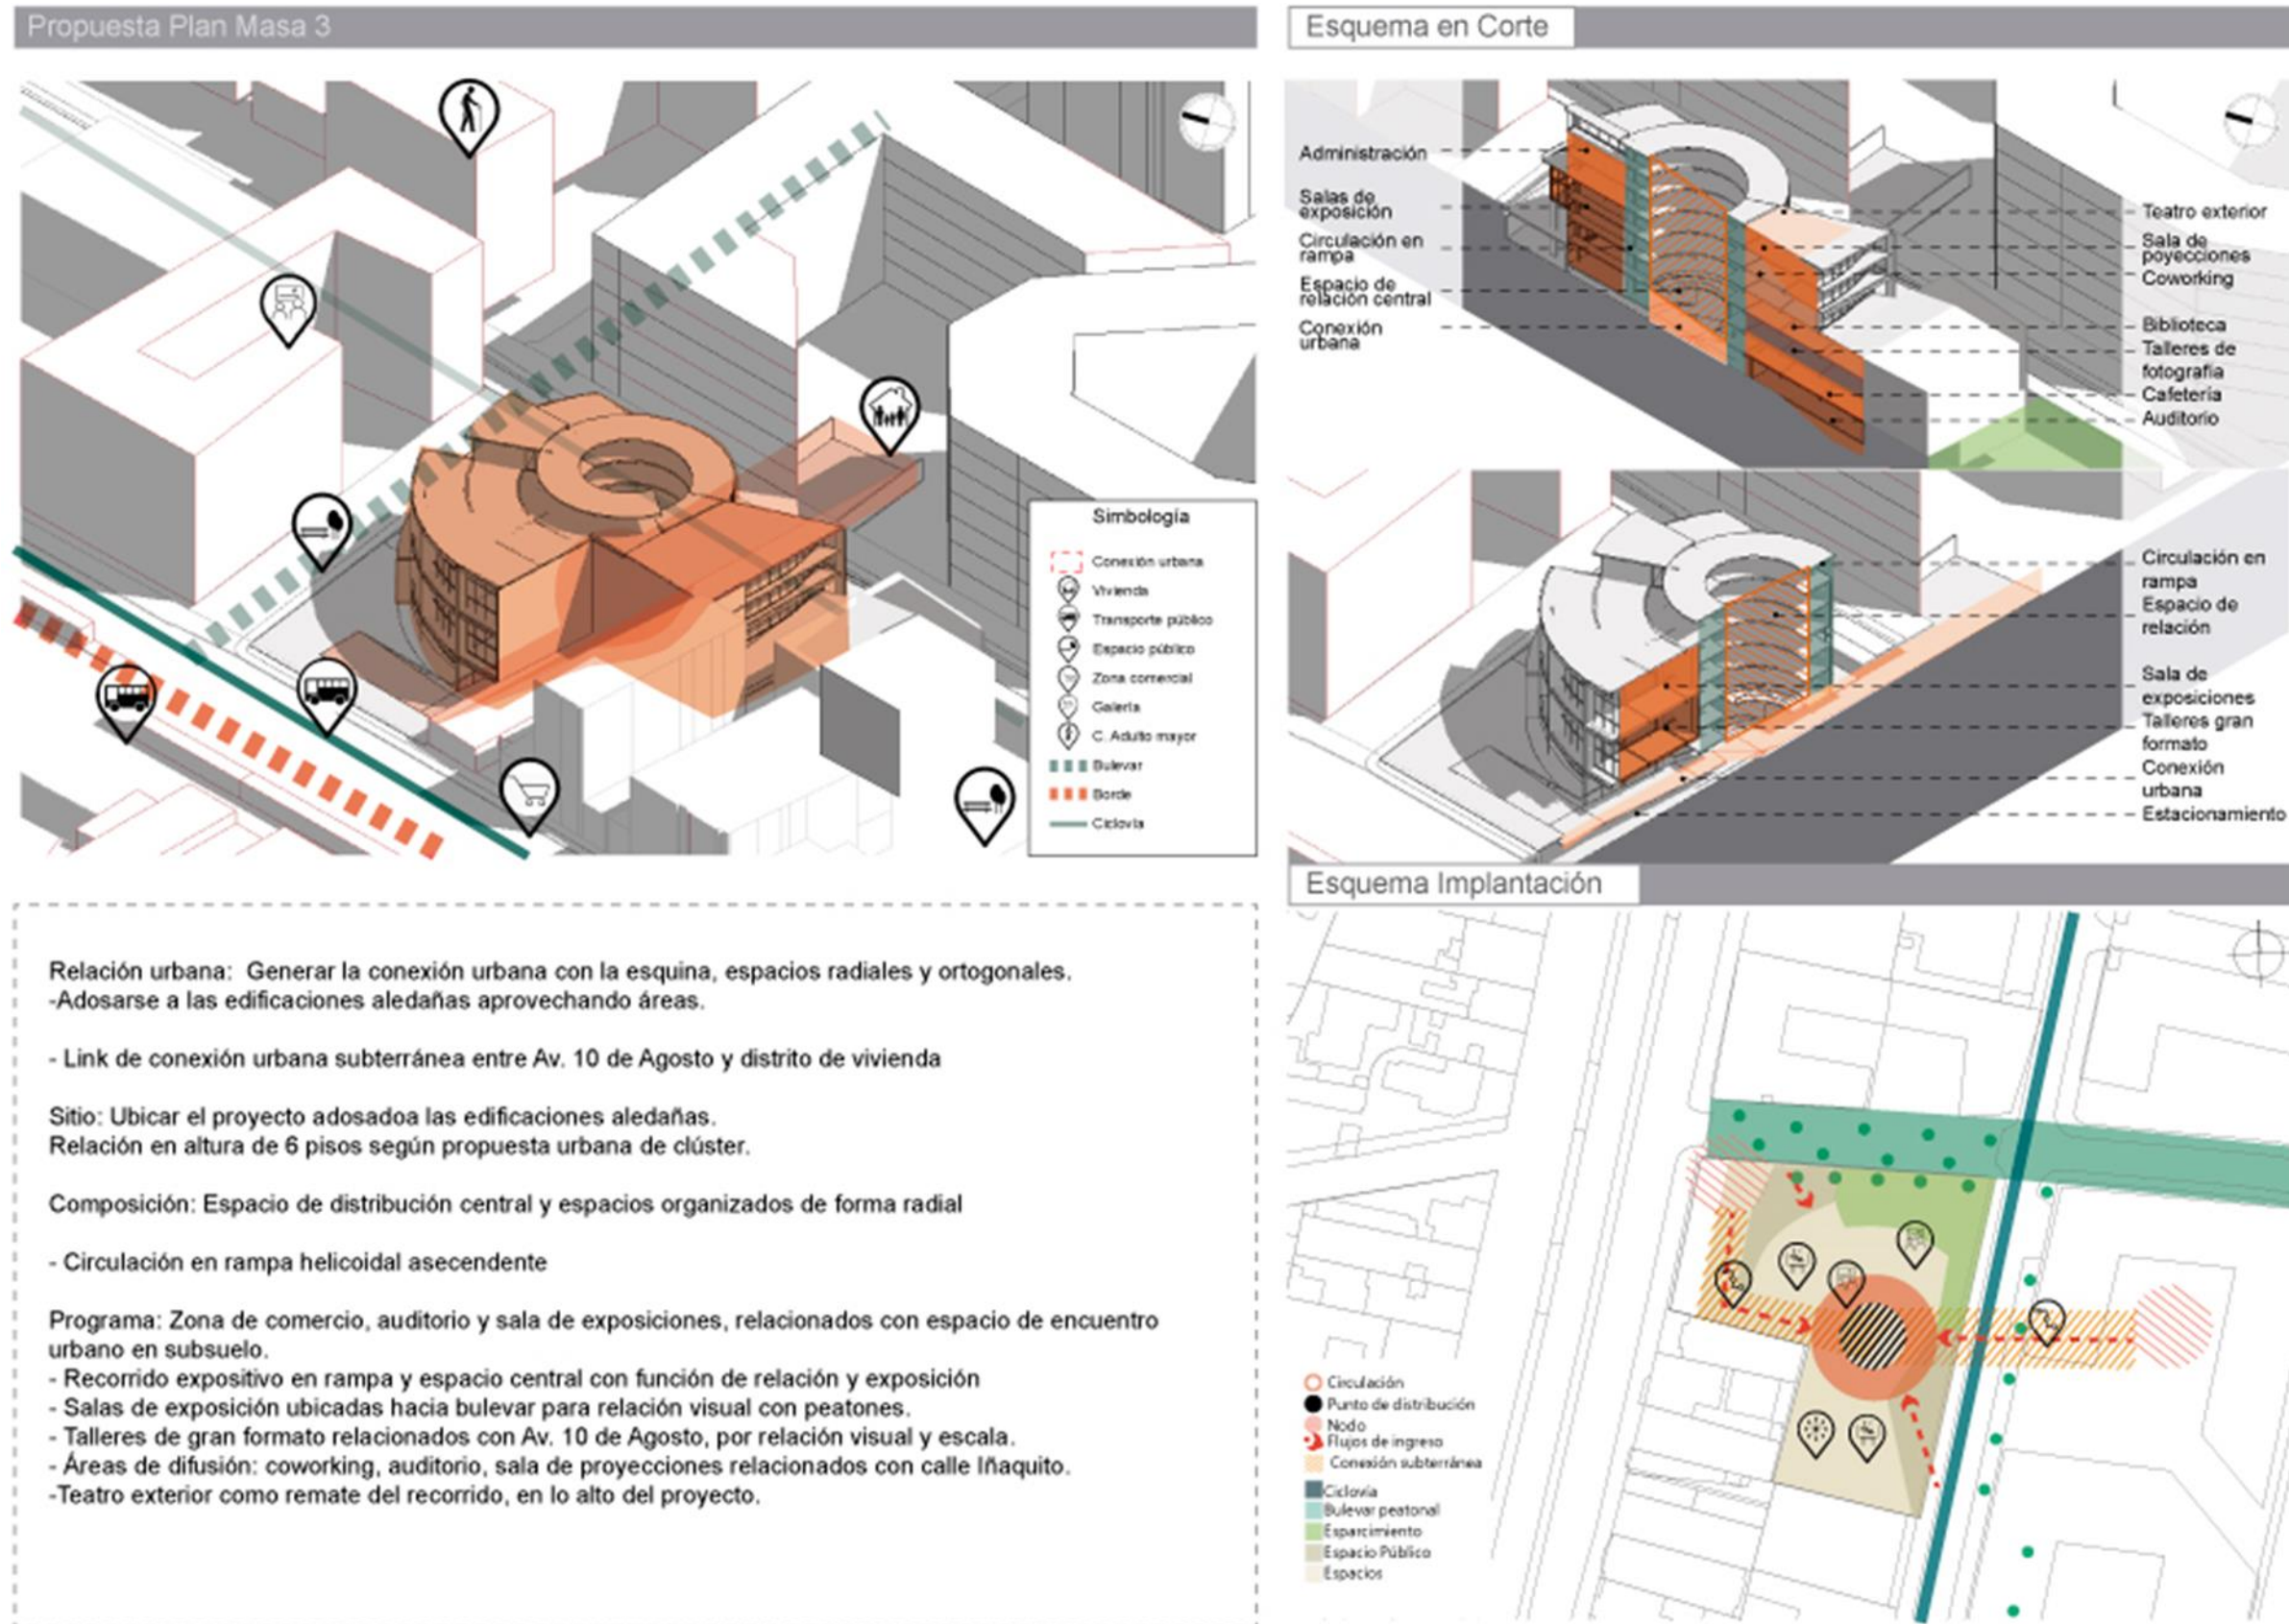 Propuesta Plan Masa 3
Simbología
Conexión urbana
Vivienda
Transporte público
Espacio público
Zona comercial
Galería
C. Adulto mayor
Bulevar
Borde
Ciclovía
Relación urbana: Generar la conexión urbana con la esquina, espacios radiales y ortogonales.
-Adosarse a las edificaciones aledañas aprovechando áreas.
- Link de conexión urbana subterránea entre Av. 10 de Agosto y distrito de vivienda
Sitio: Ubicar el proyecto adosadoa las edificaciones aledañas.
Relación en altura de 6 pisos según propuesta urbana de clúster.
Composición: Espacio de distribución central y espacios organizados de forma radial
- Circulación en rampa helicoidal asecendente
Programa: Zona de comercio, auditorio y sala de exposiciones, relacionados con espacio de encuentro
urbano en subsuelo.
- Recorrido expositivo en rampa y espacio central con función de relación y exposición
- Salas de exposición ubicadas hacia bulevar para relación visual con peatones.
- Talleres de gran formato relacionados con Av. 10 de Agosto, por relación visual y escala.
- Áreas de difusión: coworking, auditorio, sala de proyecciones relacionados con calle Iñaquito.
-Teatro exterior como remate del recorrido, en lo alto del proyecto.
Esquema en Corte
Administración
Salas de
exposición
Circulación en
rampa
Espacio de
relación central
Conexión
urbana
Teatro exterior
Sala de
poyecciones
Coworking
Biblioteca
Talleres de
fotografía
Cafetería
Auditorio
Circulación en
rampa
Espacio de
relación
Sala de
exposiciones
Talleres gran
formato
Conexión
urbana
Estacionamiento
Esquema Implantación
Circulación
Punto de distribución
Nodo
Flujos de ingreso
Conexión subterránea
Ciclovía
Bulevar peatonal
Esparcimiento
Espacio Público
Espacios